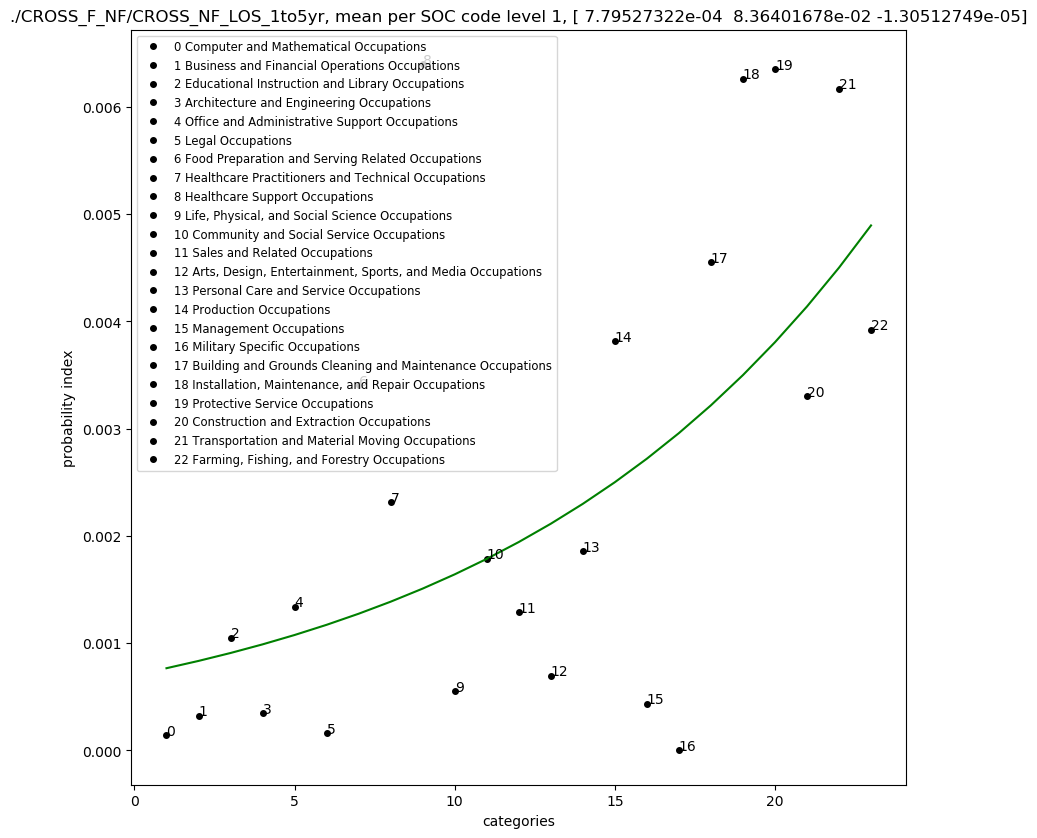 ./CROSS_F_NF/CROSS_NF_LOS_1to5yr, mean per SOC code level 1, [ 7.79527322e-04  8.36401678e-02 -1.30512749e-05]
0 Computer and Mathematical Occupations
1 Business and Financial Operations Occupations
2 Educational Instruction and Library Occupations
3 Architecture and Engineering Occupations
4 Office and Administrative Support Occupations
5 Legal Occupations
6 Food Preparation and Serving Related Occupations
7 Healthcare Practitioners and Technical Occupations
8 Healthcare Support Occupations
9 Life, Physical, and Social Science Occupations
10 Community and Social Service Occupations
11 Sales and Related Occupations
12 Arts, Design, Entertainment, Sports, and Media Occupations
13 Personal Care and Service Occupations
14 Production Occupations
15 Management Occupations
16 Military Specific Occupations
17 Building and Grounds Cleaning and Maintenance Occupations
18 Installation, Maintenance, and Repair Occupations
19 Protective Service Occupations
20 Construction and Extraction Occupations
21 Transportation and Material Moving Occupations
22 Farming, Fishing, and Forestry Occupations
8
6
18
19
21
17
14
22
20
7
10
13
11
4
2
12
9
15
1
3
0
5
16
0.006
0.005
0.004
0.003
0.002
0.001
0.000
probability index
0
5
10
15
20
categories